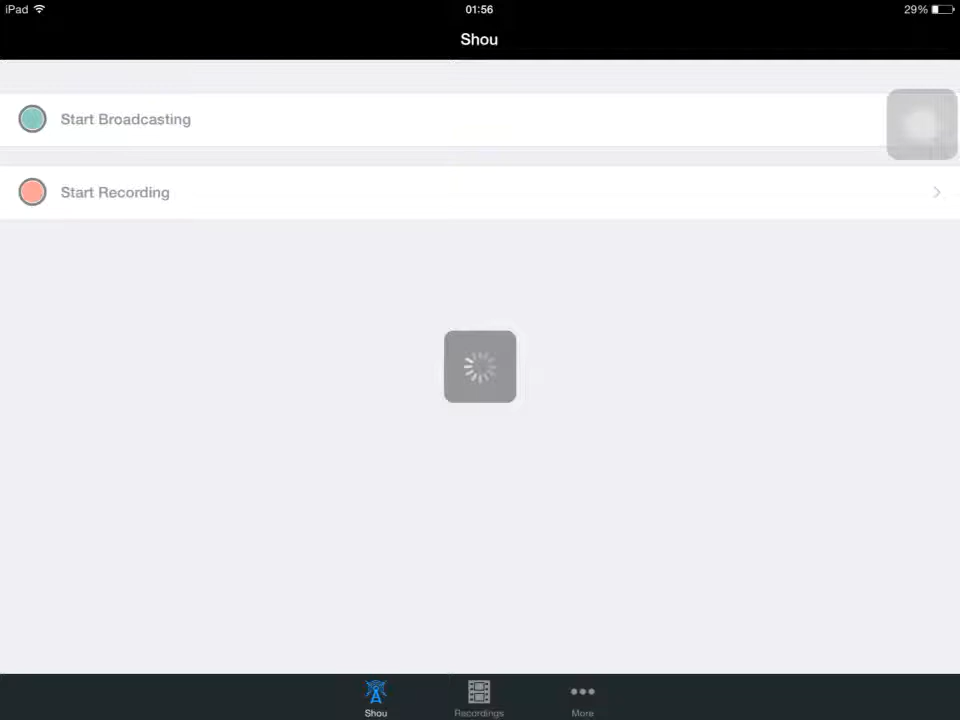 iPad 01:56 29%
Shou
Start Broadcasting
Start Recording
Shou Recordings More